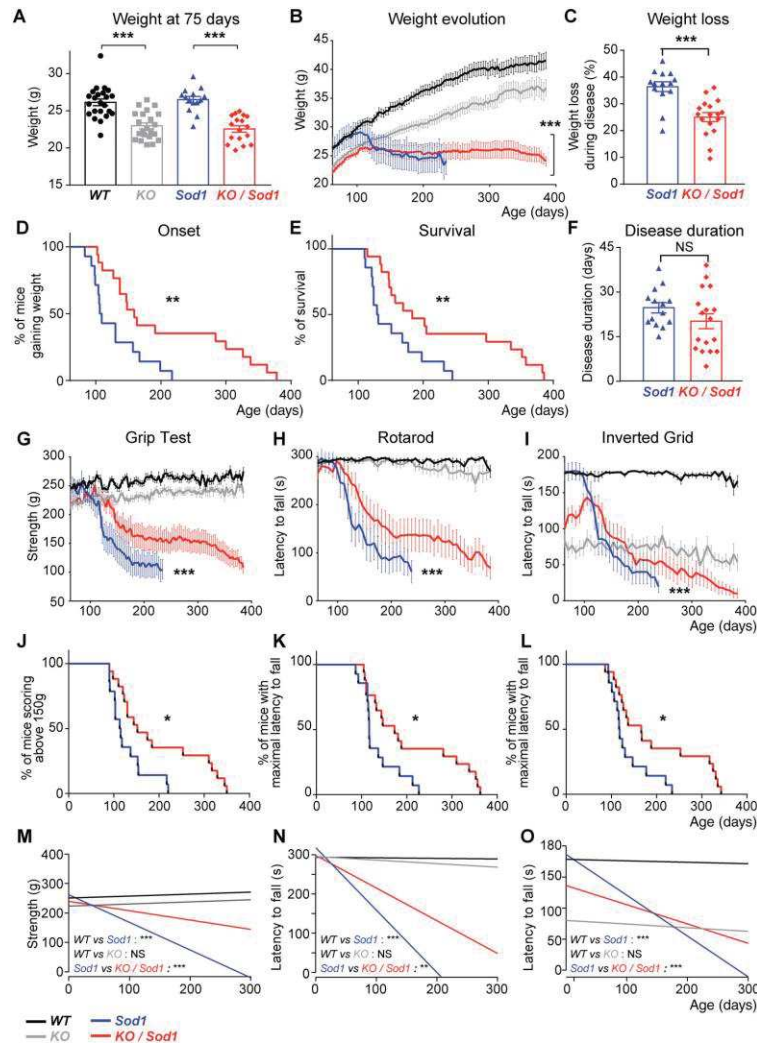 A
Weight at 75 days
Weight (g)
30
25
20
0
***
***
WT
KO
Sod1
KO / Sod1
B
Weight evolution
Weight (g)
45
40
35
30
25
20
100
200
300
400
Age (days)
***
C
Weight loss
Weight loss
during disease (%)
50
40
30
20
10
0
***
Sod1
KO / Sod1
D
Onset
% of mice
gaining weight
100
50
0
100
200
300
400
Age (days)
**
E
Survival
% of survival
100
50
0
100
200
300
400
Age (days)
**
F
Disease duration
Disease duration (days)
45
30
15
0
NS
Sod1
KO / Sod1
G
Grip Test
Strength (g)
300
250
200
150
100
50
100
200
300
400
***
H
Rotarod
Latency to fall (s)
300
200
100
0
100
200
300
400
***
I
Inverted Grid
Latency to fall (s)
200
150
100
50
0
100
200
300
400
Age (days)
***
J
% of mice scoring
above 150g
100
50
0
0
100
200
300
400
*
K
% of mice with
maximal latency to fall
100
50
0
0
100
200
300
400
*
L
% of mice with
maximal latency to fall
100
50
0
0
100
200
300
400
Age (days)
*
M
Strength (g)
400
300
200
100
0
0
100
200
300
WT vs Sod1 : ***
WT vs KO : NS
Sod1 vs KO / Sod1 : ***
N
Latency to fall (s)
300
200
100
0
0
100
200
300
WT vs Sod1 : ***
WT vs KO : NS
Sod1 vs KO / Sod1 : **
O
Latency to fall (s)
180
150
100
50
0
0
100
200
300
WT vs Sod1 : ***
WT vs KO : NS
Sod1 vs KO / Sod1 : ***
Age (days)
WT
Sod1
KO
KO / Sod1